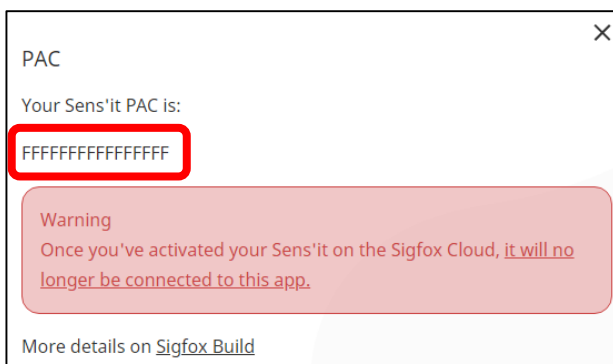 PAC
Your Sens'it PAC is:
FFFFFFFFFFFFFFFF
Warning
Once you've activated your Sens'it on the Sigfox Cloud, it will no
longer be connected to this app.
More details on Sigfox Build